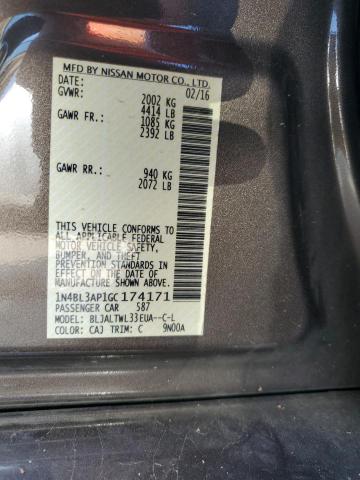 MFD BY NISSAN MOTOR CO., LTD.
DATE: 02/16
GVWR: 2002 KG
4414 LB
GAWR FR.: 1085 KG
2392 LB
GAWR RR.: 940 KG
2072 LB
THIS VEHICLE CONFORMS TO
ALL APPLICABLE FEDERAL
MOTOR VEHICLE SAFETY,
BUMPER, AND THEFT
PREVENTION STANDARDS IN
EFFECT ON THE DATE OF
MANUFACTURE SHOWN ABOVE.
1N4BL3AP1GC174171
PASSENGER CAR 587
MODEL: BLJALTWL33EUA--C-L
COLOR: CAJ TRIM: C 9N00A